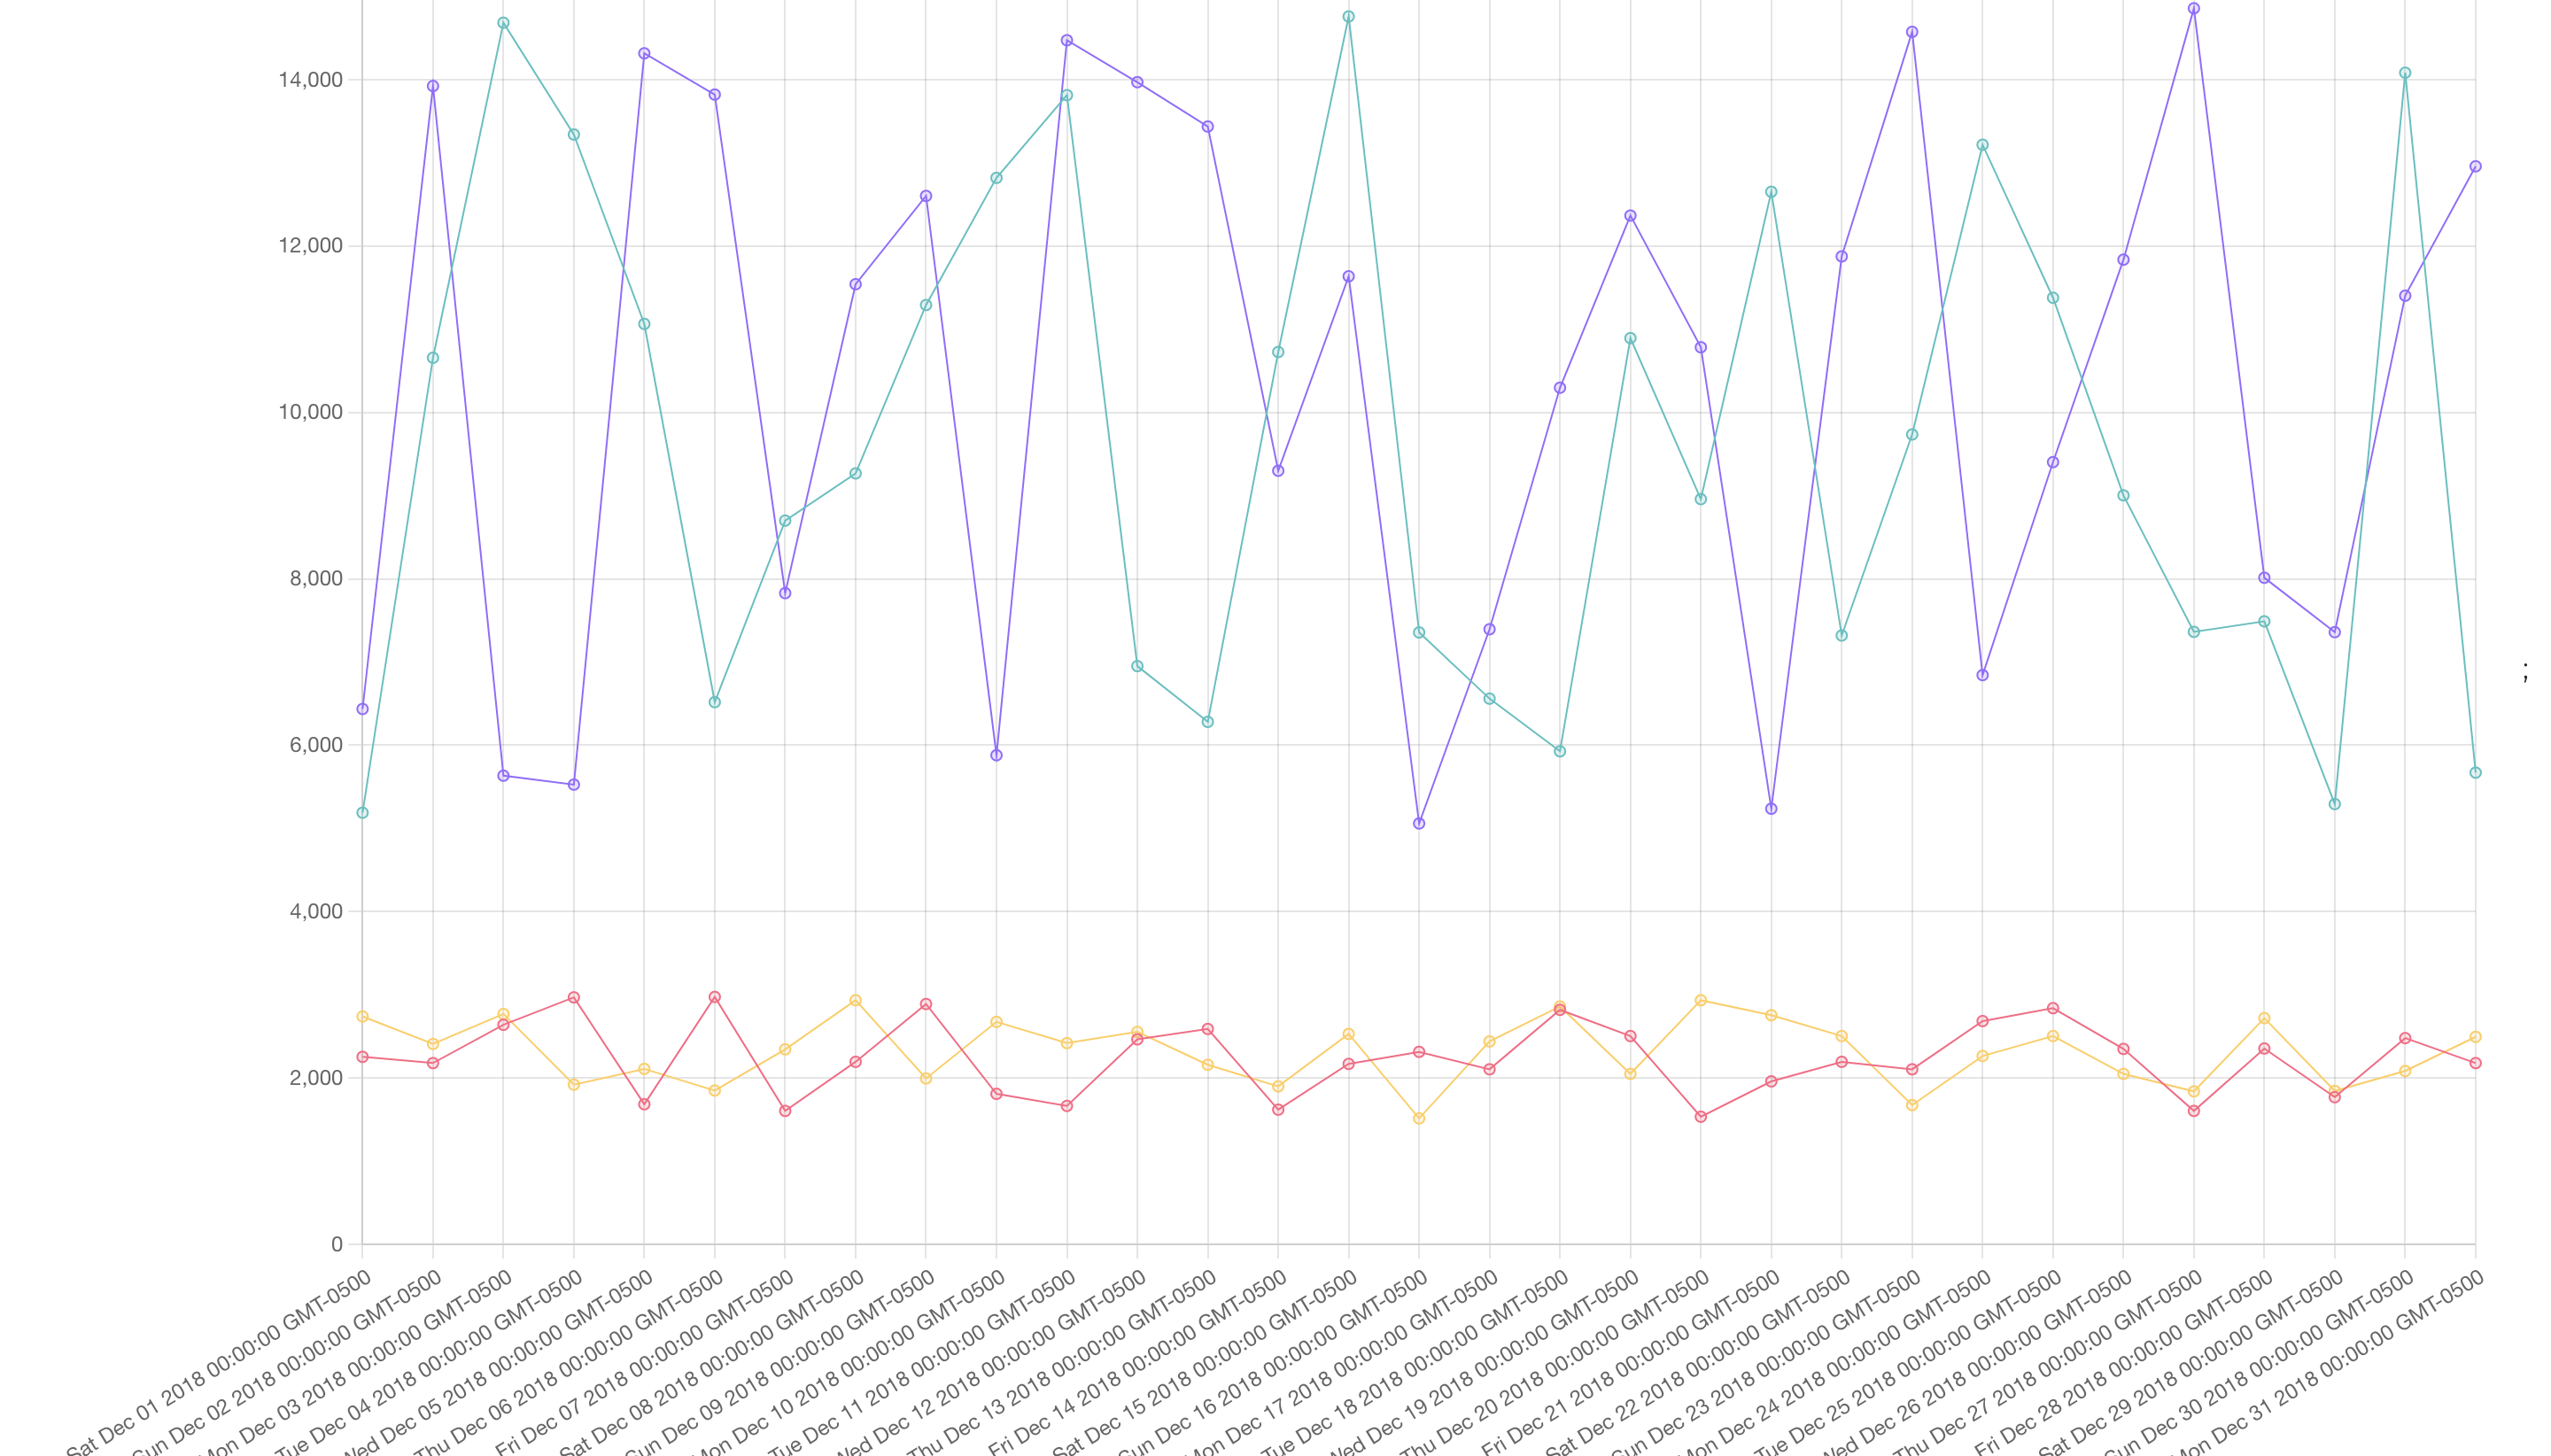 14,000
12,000
10,000
8,000
6,000
4,000
2,000
0
;
Sat Dec 01 2018 00:00:00 GMT-0500
Sun Dec 02 2018 00:00:00 GMT-0500
Mon Dec 03 2018 00:00:00 GMT-0500
Tue Dec 04 2018 00:00:00 GMT-0500
Wed Dec 05 2018 00:00:00 GMT-0500
Thu Dec 06 2018 00:00:00 GMT-0500
Fri Dec 07 2018 00:00:00 GMT-0500
Sat Dec 08 2018 00:00:00 GMT-0500
Sun Dec 09 2018 00:00:00 GMT-0500
Mon Dec 10 2018 00:00:00 GMT-0500
Tue Dec 11 2018 00:00:00 GMT-0500
Wed Dec 12 2018 00:00:00 GMT-0500
Thu Dec 13 2018 00:00:00 GMT-0500
Fri Dec 14 2018 00:00:00 GMT-0500
Sat Dec 15 2018 00:00:00 GMT-0500
Sun Dec 16 2018 00:00:00 GMT-0500
Mon Dec 17 2018 00:00:00 GMT-0500
Tue Dec 18 2018 00:00:00 GMT-0500
Wed Dec 19 2018 00:00:00 GMT-0500
Thu Dec 20 2018 00:00:00 GMT-0500
Fri Dec 21 2018 00:00:00 GMT-0500
Sat Dec 22 2018 00:00:00 GMT-0500
Sun Dec 23 2018 00:00:00 GMT-0500
Mon Dec 24 2018 00:00:00 GMT-0500
Tue Dec 25 2018 00:00:00 GMT-0500
Wed Dec 26 2018 00:00:00 GMT-0500
Thu Dec 27 2018 00:00:00 GMT-0500
Fri Dec 28 2018 00:00:00 GMT-0500
Sat Dec 29 2018 00:00:00 GMT-0500
Sun Dec 30 2018 00:00:00 GMT-0500
Mon Dec 31 2018 00:00:00 GMT-0500